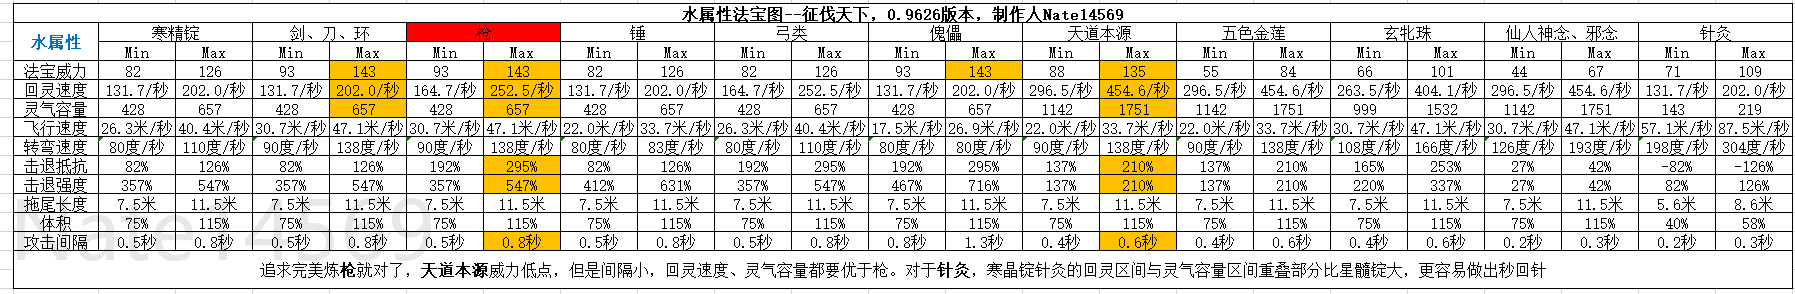 水属性法宝图--征伐天下，0.9626版本，制作人Nate14569
水属性 寒精锭 剑、刀、环 枪 锤 弓类 傀儡 天道本源 五色金莲 玄牝珠 仙人神念、邪念 针灸
Min Max Min Max Min Max Min Max Min Max Min Max Min Max Min Max Min Max Min Max Min Max
法宝威力 82 126 93 143 93 143 82 126 82 126 93 143 88 135 55 84 66 101 44 67 71 109
回灵速度 131.7/秒 202.0/秒 131.7/秒 202.0/秒 164.7/秒 252.5/秒 131.7/秒 202.0/秒 164.7/秒 252.5/秒 131.7/秒 202.0/秒 296.5/秒 454.6/秒 296.5/秒 454.6/秒 263.5/秒 404.1/秒 296.5/秒 454.6/秒 131.7/秒 202.0/秒
灵气容量 428 657 428 657 428 657 428 657 428 657 428 657 1142 1751 1142 1751 999 1532 1142 1751 143 219
飞行速度 26.3米/秒 40.4米/秒 30.7米/秒 47.1米/秒 30.7米/秒 47.1米/秒 22.0米/秒 33.7米/秒 26.3米/秒 40.4米/秒 17.5米/秒 26.9米/秒 22.0米/秒 33.7米/秒 22.0米/秒 33.7米/秒 30.7米/秒 47.1米/秒 30.7米/秒 47.1米/秒 57.1米/秒 87.5米/秒
转弯速度 80度/秒 110度/秒 90度/秒 138度/秒 90度/秒 138度/秒 80度/秒 83度/秒 80度/秒 110度/秒 80度/秒 80度/秒 90度/秒 138度/秒 90度/秒 138度/秒 108度/秒 166度/秒 126度/秒 193度/秒 198度/秒 304度/秒
击退抵抗 82% 126% 82% 126% 192% 295% 82% 126% 192% 295% 192% 295% 137% 210% 137% 210% 165% 253% 27% 42% -82% -126%
击退强度 357% 547% 357% 547% 357% 547% 412% 631% 357% 547% 467% 716% 137% 210% 137% 210% 220% 337% 27% 42% 82% 126%
拖尾长度 7.5米 11.5米 7.5米 11.5米 7.5米 11.5米 7.5米 11.5米 7.5米 11.5米 7.5米 11.5米 7.5米 11.5米 7.5米 11.5米 7.5米 11.5米 7.5米 11.5米 5.6米 8.6米
体积 75% 115% 75% 115% 75% 115% 75% 115% 75% 115% 75% 115% 75% 115% 75% 115% 75% 115% 75% 115% 40% 58%
攻击间隔 0.5秒 0.8秒 0.5秒 0.8秒 0.5秒 0.8秒 0.5秒 0.8秒 0.5秒 0.8秒 0.8秒 1.3秒 0.4秒 0.6秒 0.4秒 0.6秒 0.4秒 0.6秒 0.2秒 0.3秒 0.2秒 0.3秒
追求完美炼枪就对了，天道本源威力低点，但是间隔小，回灵速度、灵气容量都要优于枪。对于针灸，寒晶锭针灸的回灵区间与灵气容量区间重叠部分比星髓锭大，更容易做出秒回针
Nate14569